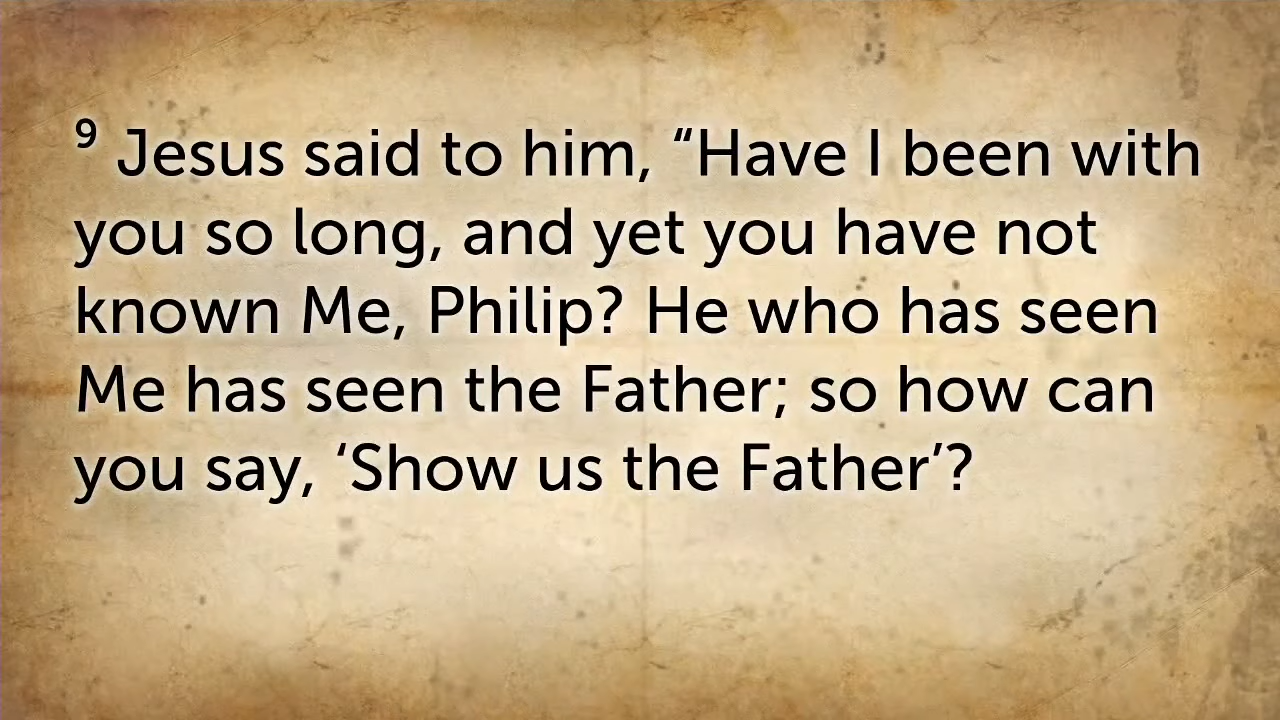 ⁹ Jesus said to him, “Have I been with
you so long, and yet you have not
known Me, Philip? He who has seen
Me has seen the Father; so how can
you say, ‘Show us the Father’?